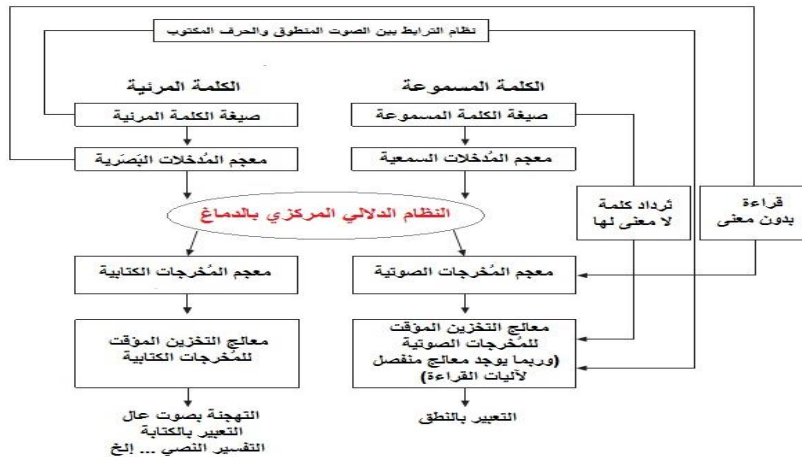 نظام الترابط بين الصوت المنطوق والحرف المكتوب
الكلمة المسموعة
الكلمة المرئية
صيغة الكلمة المسموعة
صيغة الكلمة المرئية
معجم المُدخلات السمعية
معجم المُدخلات البَصَرية
قراءة
بدون معنى
تَرداد كلمة
لا معنى لها
النظام الدلالي المركزي بالدماغ
معجم المُخرجات الصوتية
معجم المُخرجات الكتابية
معالج التخزين المؤقت
للمُخرجات الصوتية
(وربما يوجد معالج منفصل
لآليات القراءة)
معالج التخزين المؤقت
للمُخرجات الكتابية
التعبير بالنطق
التهجئة بصوت عال
التعبير بالكتابة
التفسير النصي ... إلخ